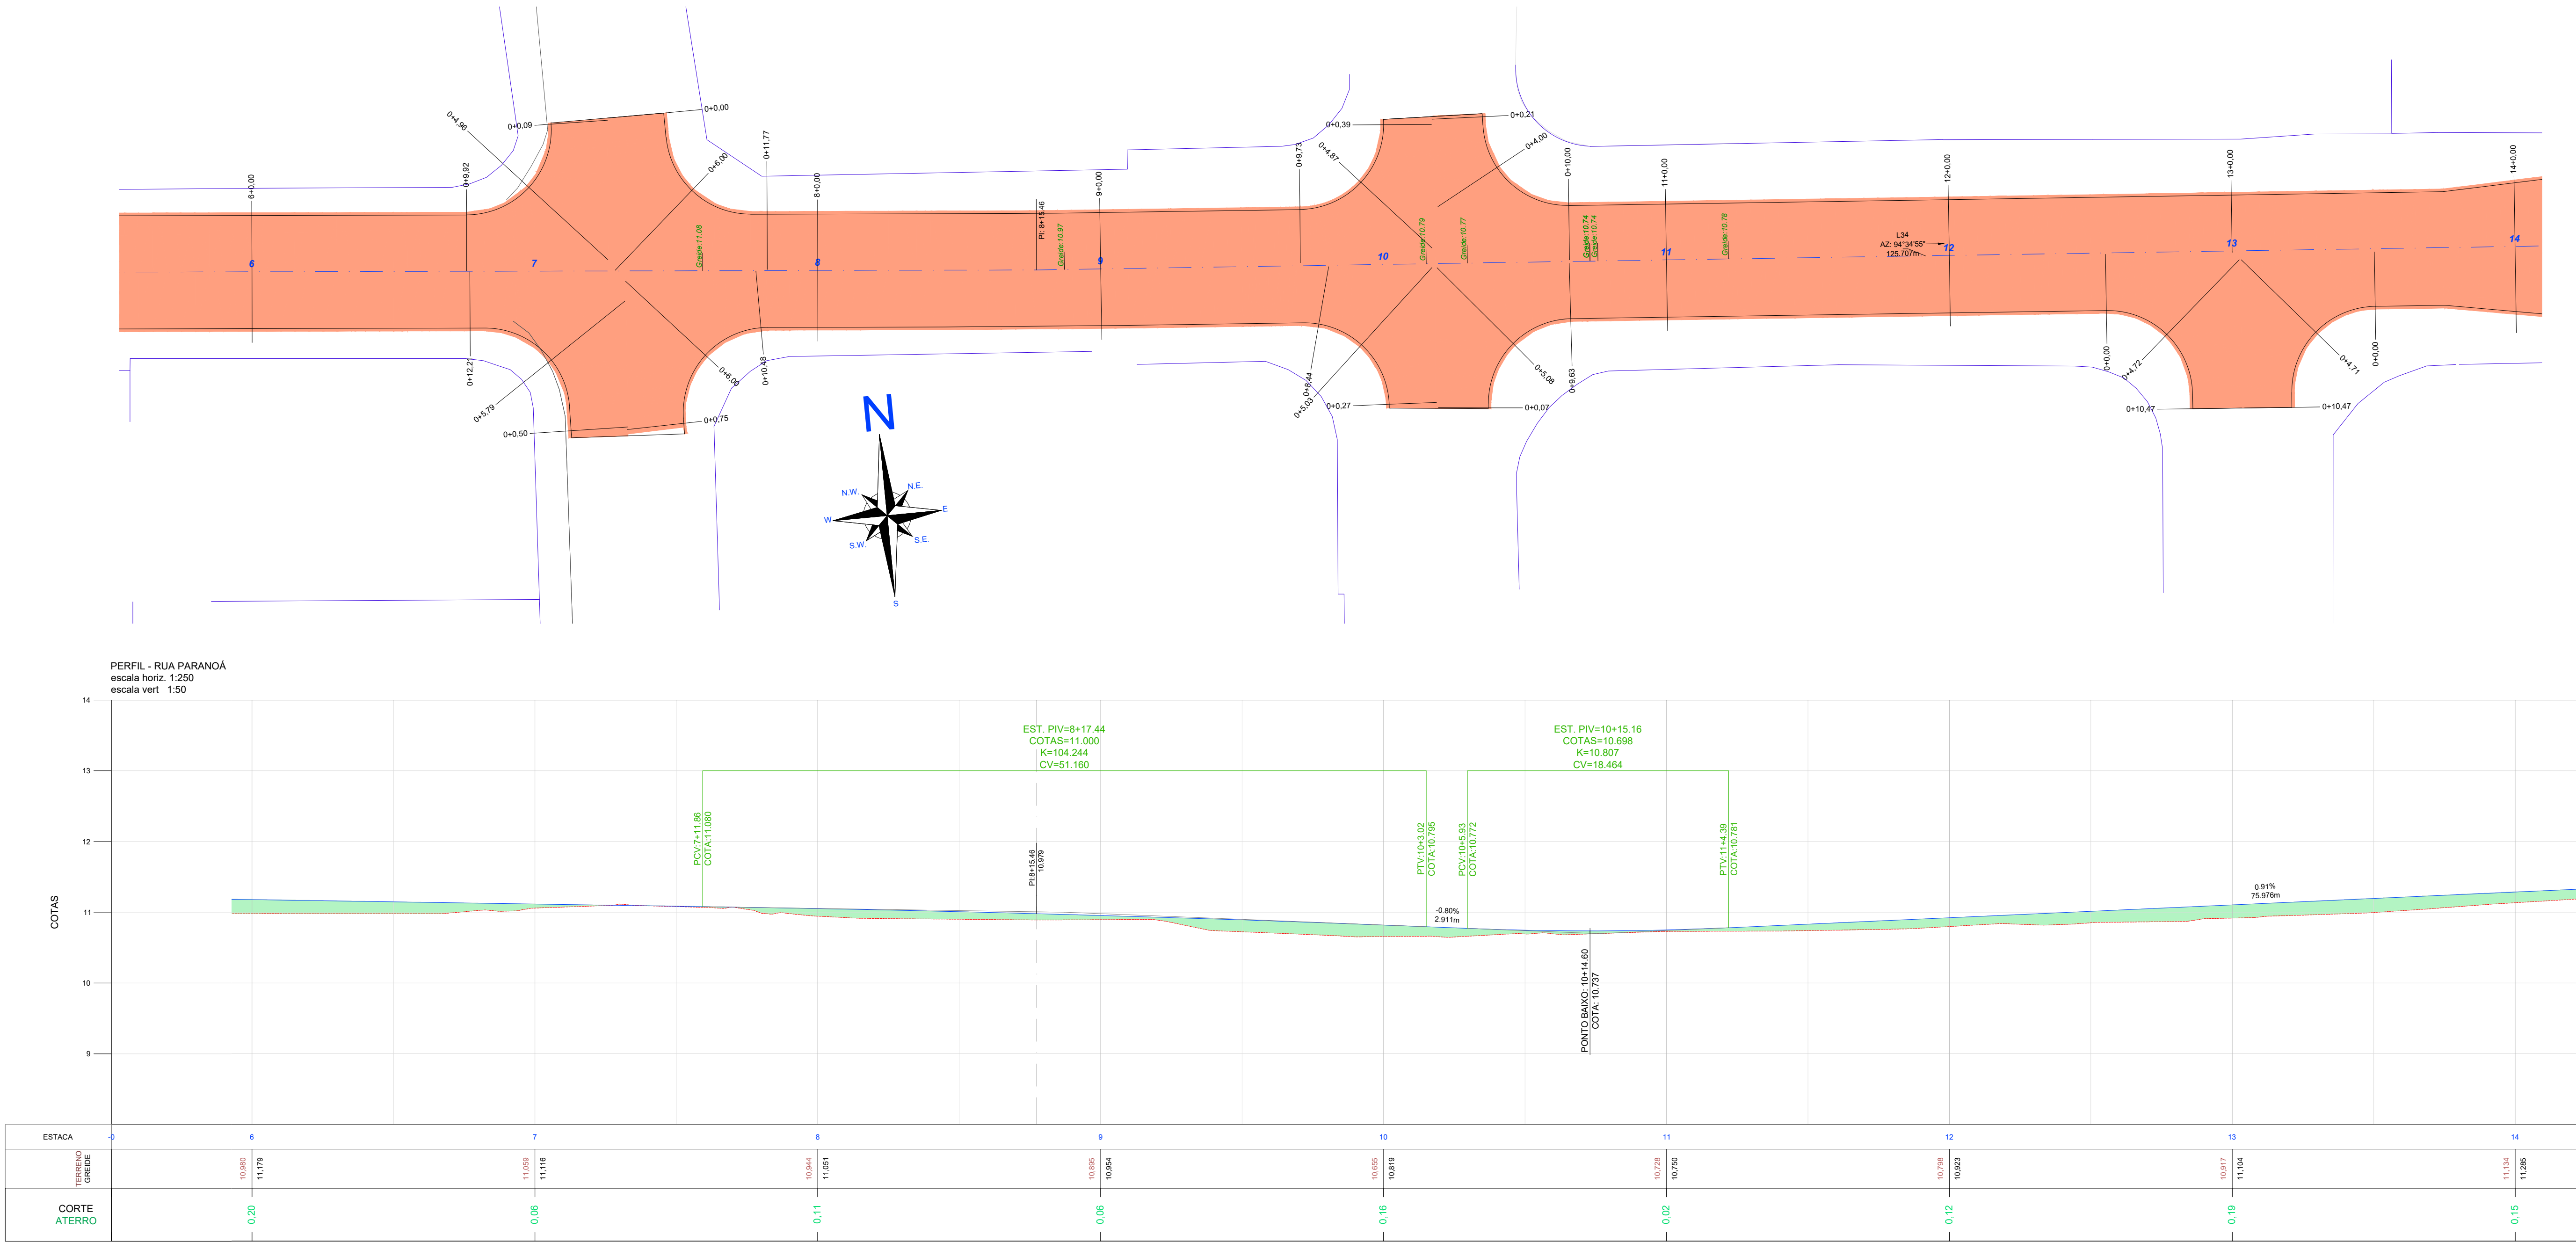 0+0,00
0+0,09
0+4,96
0+6,00
0+11,77
0+9,92
6+0,00
8+0,00
9+0,00
PI: 8+15.46
0+9,73
0+4,87
0+0,39
0+0,21
0+4,00
0+10,00
11+0,00
12+0,00
13+0,00
14+0,00
Greide:11.08
Greide:10.97
Greide:10.79
Greide:10.77
Greide:10.74
Greide:10.74
Greide:10.78
L34
AZ: 94°34'55"
125.707m
6
7
8
9
10
11
12
13
14
0+12,21
0+5,79
0+0,50
0+0,75
0+6,00
0+10,48
0+8,44
0+5,03
0+0,27
0+0,07
0+5,08
0+9,63
0+0,00
0+4,72
0+10,47
0+10,47
0+4,71
0+0,00
N
N.W.
N.E.
W
E
S.W.
S.E.
S
PERFIL - RUA PARANOÁ
escala horiz. 1:250
escala vert 1:50
14
13
12
11
10
9
COTAS
EST. PIV=8+17.44
COTAS=11.000
K=104.244
CV=51.160
EST. PIV=10+15.16
COTAS=10.698
K=10.807
CV=18.464
PCV:7+11.86
COTA:11.080
PI:8+15.46
10.979
PTV:10+3.02
COTA:10.795
PCV:10+5.93
COTA:10.772
PTV:11+4.39
COTA:10.781
-0.80%
2.911m
0.91%
75.976m
PONTO BAIXO: 10+14.60
COTA: 10.737
ESTACA -0 6 7 8 9 10 11 12 13 14
TERRENO 10,980 11,059 10,944 10,895 10,655 10,728 10,798 10,917 11,134
GREIDE 11,179 11,116 11,051 10,954 10,819 10,750 10,923 11,104 11,285
CORTE
ATERRO 0,20 0,06 0,11 0,06 0,16 0,02 0,12 0,19 0,15